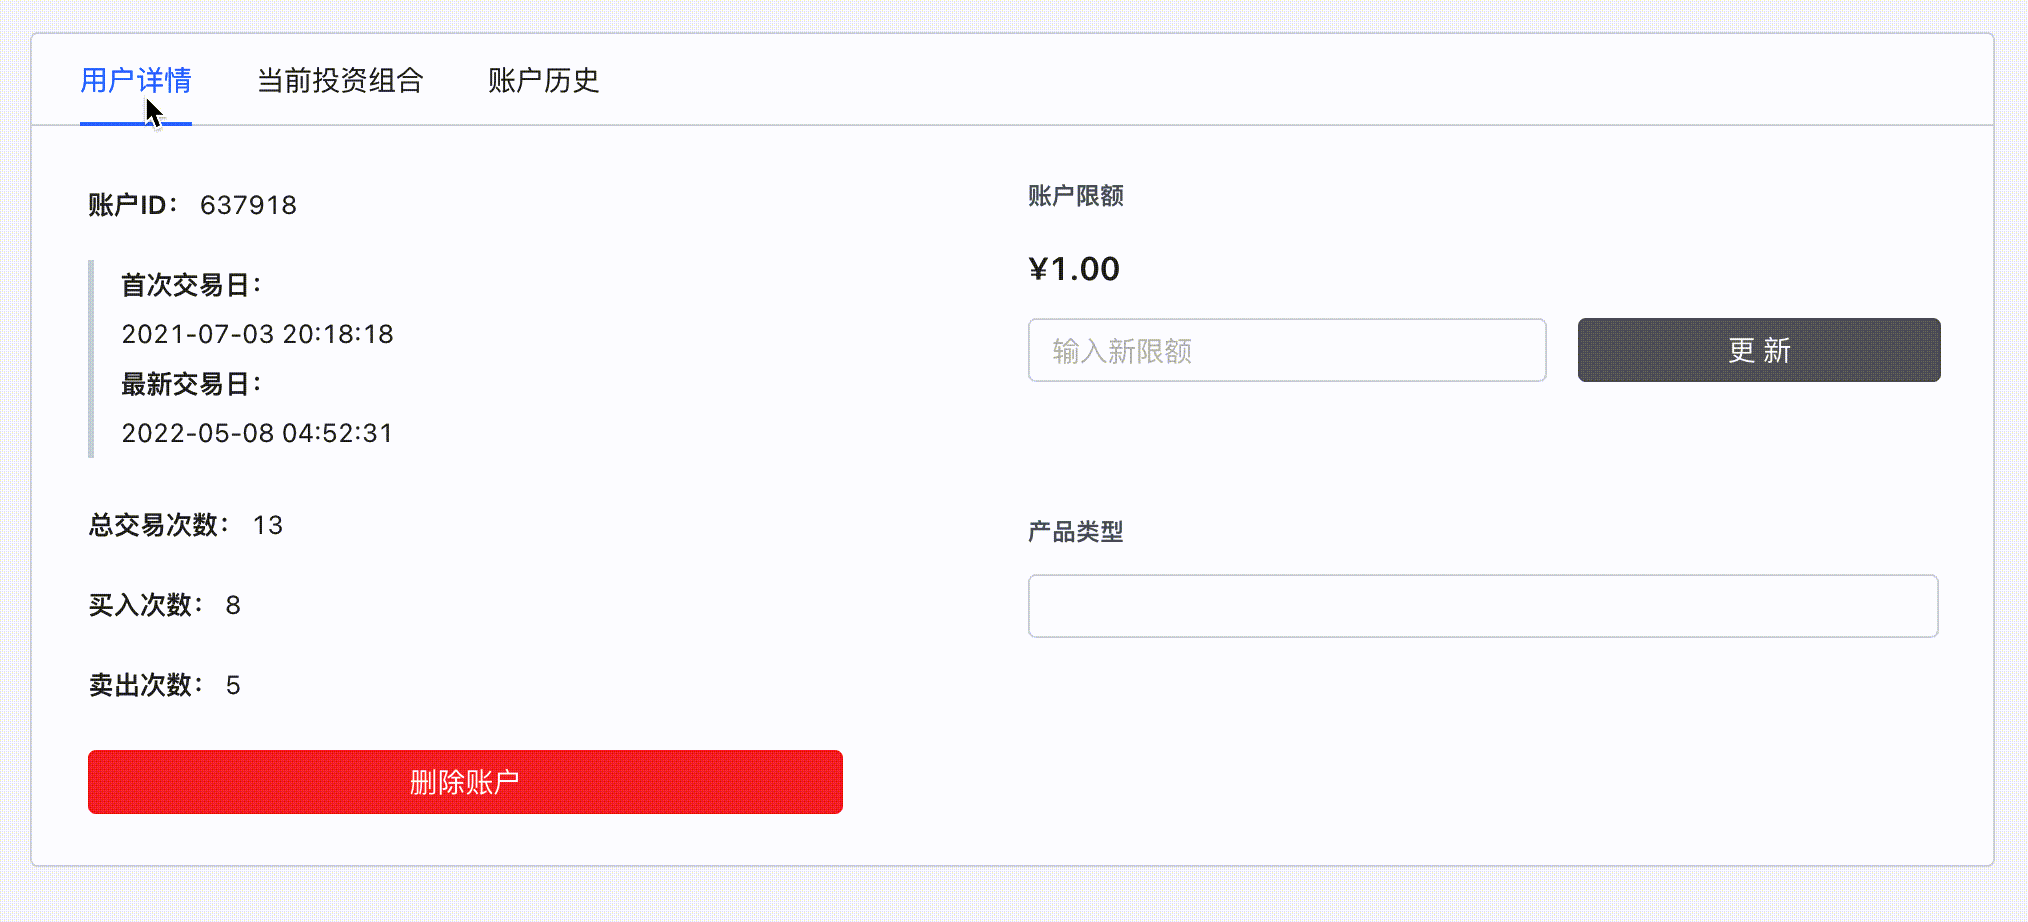 用户详情 当前投资组合 账户历史
账户ID： 637918
首次交易日：
2021-07-03 20:18:18
最新交易日：
2022-05-08 04:52:31
总交易次数： 13
买入次数： 8
卖出次数： 5
删除账户
账户限额
¥1.00
输入新限额 更 新
产品类型